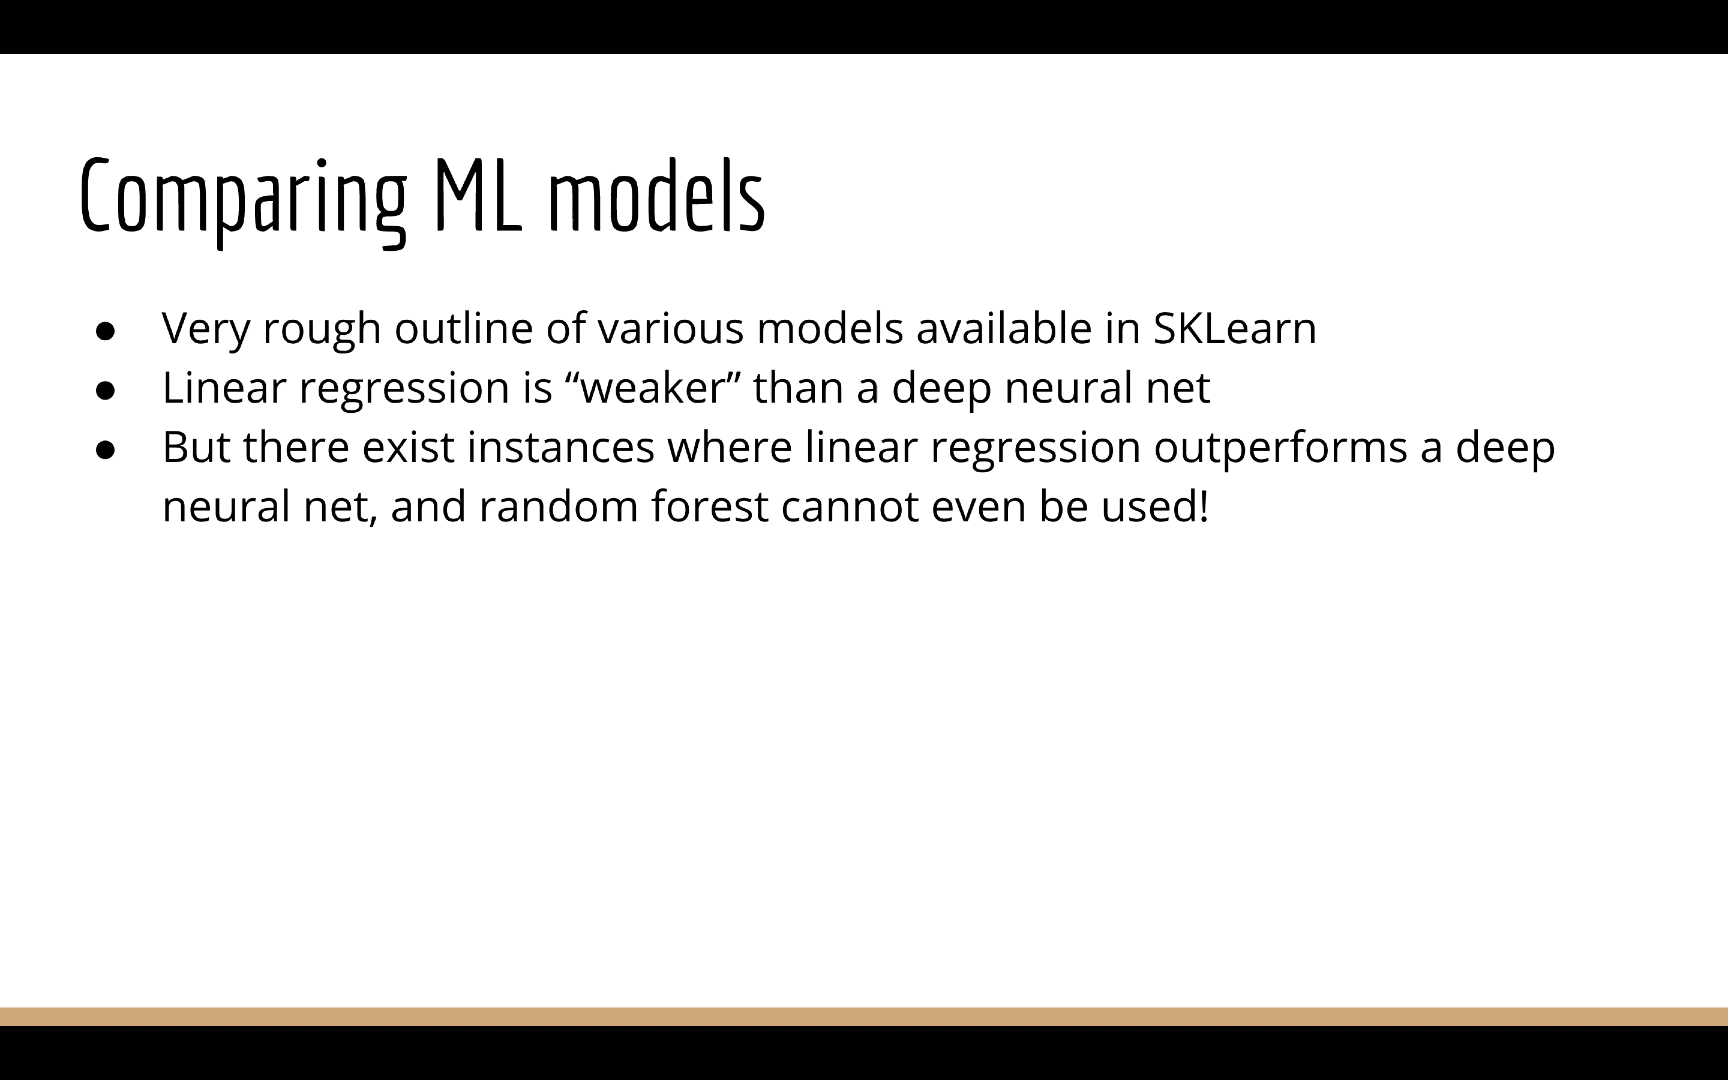 Comparing ML models
● Very rough outline of various models available in SKLearn
● Linear regression is “weaker” than a deep neural net
● But there exist instances where linear regression outperforms a deep
neural net, and random forest cannot even be used!